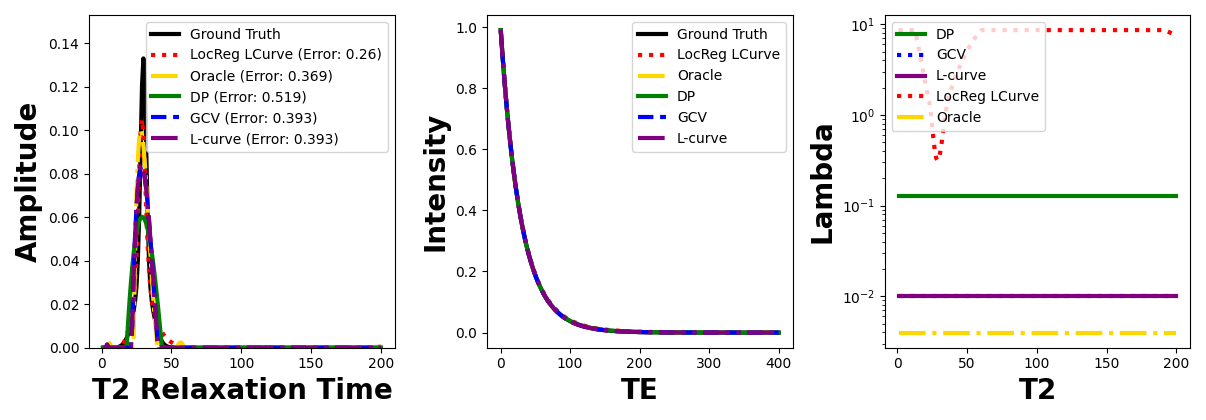 Amplitude
0.14
0.12
0.10
0.08
0.06
0.04
0.02
0.00
0
50
100
150
200
T2 Relaxation Time
Ground Truth
LocReg LCurve (Error: 0.26)
Oracle (Error: 0.369)
DP (Error: 0.519)
GCV (Error: 0.393)
L-curve (Error: 0.393)
Intensity
1.0
0.8
0.6
0.4
0.2
0.0
0
100
200
300
400
TE
Ground Truth
LocReg LCurve
Oracle
DP
GCV
L-curve
Lambda
10¹
10⁰
10⁻¹
10⁻²
0
50
100
150
200
T2
DP
GCV
L-curve
LocReg LCurve
Oracle